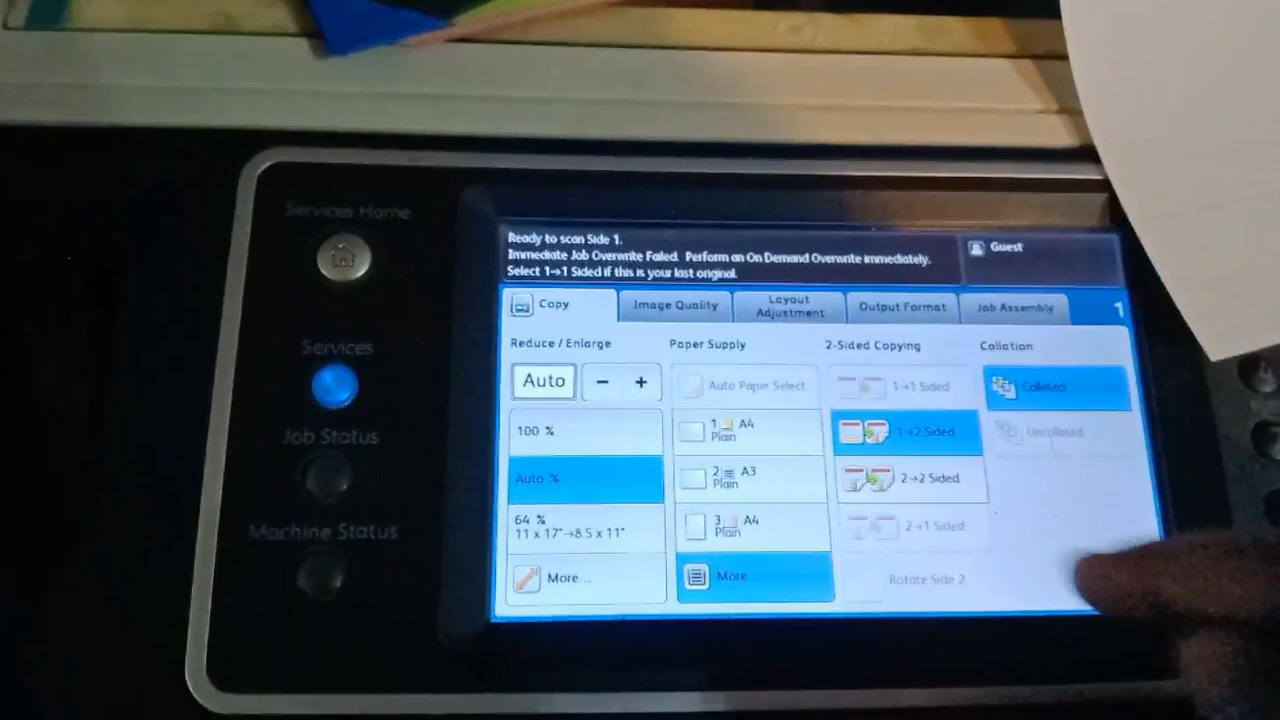 Services Home
Services
Job Status
Machine Status
Ready to scan Side 1.
Immediate Job Overwrite Failed. Perform an On Demand Overwrite immediately.
Select 1→1 Sided if this is your last original.
Guest
Copy
Image Quality
Layout
Adjustment
Output Format
Job Assembly
1
Reduce / Enlarge
Auto
− +
100 %
Auto %
64 %
11 x 17"→8.5 x 11"
More...
Paper Supply
Auto Paper Select
1 A4
Plain
2 A3
Plain
3 A4
Plain
More
2-Sided Copying
1→1 Sided
1→2 Sided
2→2 Sided
2→1 Sided
Rotate Side 2
Collation
Collated
Uncollated